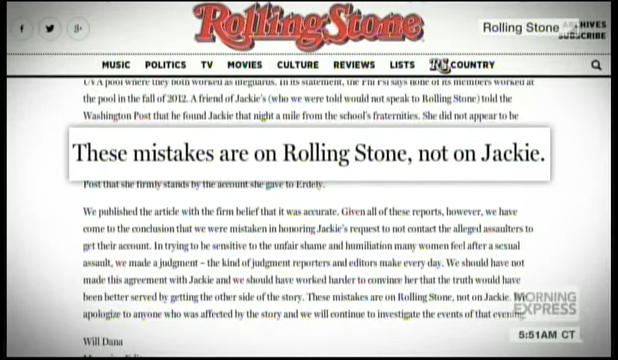 RollingStone
Rolling Stone
HIVES
SUBSCRIBE
MUSIC POLITICS TV MOVIES CULTURE REVIEWS LISTS RS COUNTRY
UVA pool where they both worked as lifeguards. In its statement, the Phi Psi says none of its members worked at
the pool in the fall of 2012. A friend of Jackie's (who we were told would not speak to Rolling Stone) told the
Washington Post that he found Jackie that night a mile from the school's fraternities. She did not appear to be
These mistakes are on Rolling Stone, not on Jackie.
Post that she firmly stands by the account she gave to Erdely.
We published the article with the firm belief that it was accurate. Given all of these reports, however, we have
come to the conclusion that we were mistaken in honoring Jackie's request to not contact the alleged assaulters to
get their account. In trying to be sensitive to the unfair shame and humiliation many women feel after a sexual
assault, we made a judgment – the kind of judgment reporters and editors make every day. We should have not
made this agreement with Jackie and we should have worked harder to convince her that the truth would have
been better served by getting the other side of the story. These mistakes are on Rolling Stone, not on Jackie. We
apologize to anyone who was affected by the story and we will continue to investigate the events of that evening.
MORNING
EXPRESS
5:51AM CT
Will Dana